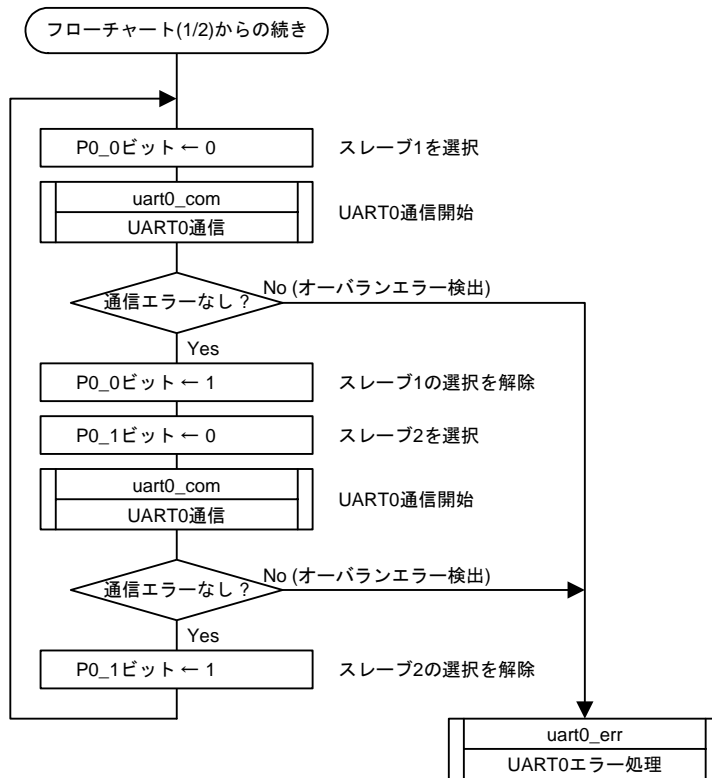 フローチャート(1/2)からの続き
P0_0ビット ← 0
スレーブ1を選択
uart0_com
UART0通信
UART0通信開始
通信エラーなし ?
No (オーバランエラー検出)
Yes
P0_0ビット ← 1
スレーブ1の選択を解除
P0_1ビット ← 0
スレーブ2を選択
uart0_com
UART0通信
UART0通信開始
通信エラーなし ?
No (オーバランエラー検出)
Yes
P0_1ビット ← 1
スレーブ2の選択を解除
uart0_err
UART0エラー処理